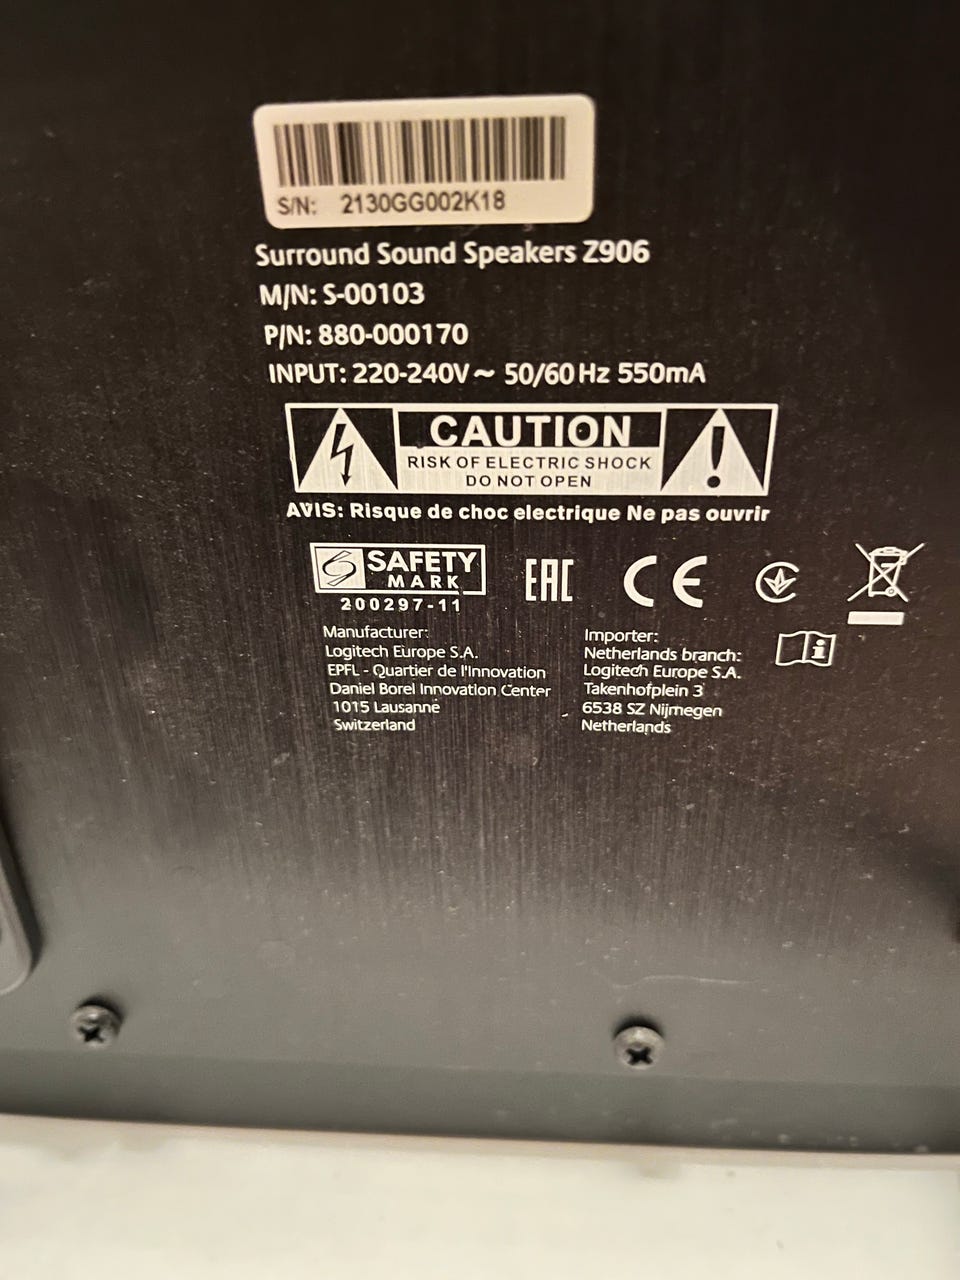 S/N: 2130GG002K18
Surround Sound Speakers Z906
M/N: S-00103
P/N: 880-000170
INPUT: 220-240V ~ 50/60 Hz 550mA
CAUTION
RISK OF ELECTRIC SHOCK
DO NOT OPEN
AVIS: Risque de choc electrique Ne pas ouvrir
SAFETY
MARK
200297-11
EAC
CE
Manufacturer:
Logitech Europe S.A.
EPFL - Quartier de l'Innovation
Daniel Borel Innovation Center
1015 Lausanne
Switzerland
Importer:
Netherlands branch:
Logitech Europe S.A.
Takenhofplein 3
6538 SZ Nijmegen
Netherlands